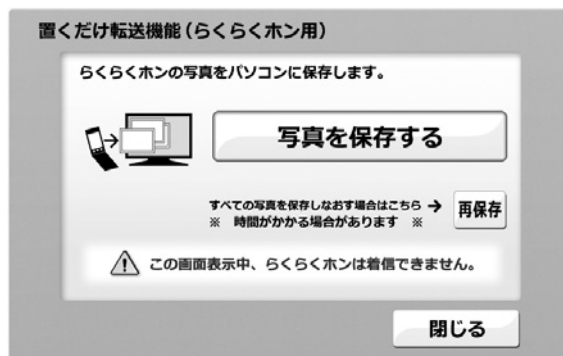 置くだけ転送機能(らくらくホン用)
らくらくホンの写真をパソコンに保存します。
写真を保存する
すべての写真を保存しなおす場合はこちら →
※ 時間がかかる場合があります ※
再保存
この画面表示中、らくらくホンは着信できません。
閉じる